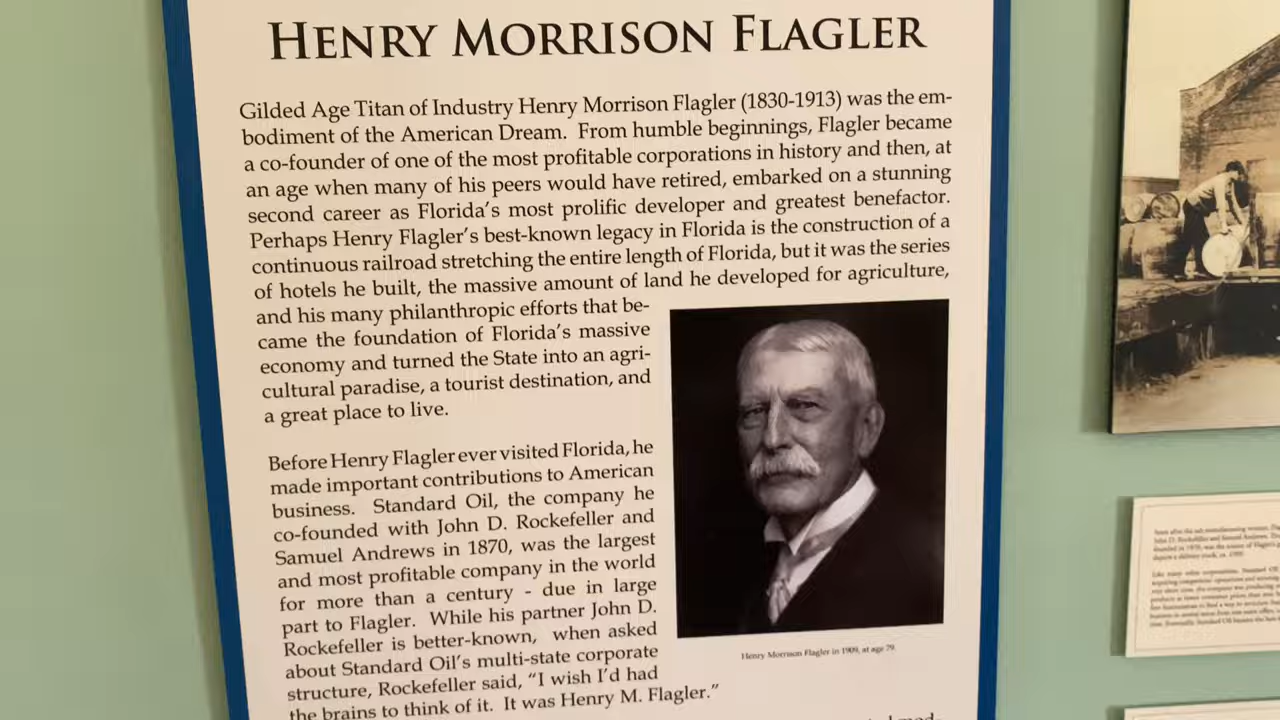 HENRY MORRISON FLAGLER
Gilded Age Titan of Industry Henry Morrison Flagler (1830-1913) was the em-
bodiment of the American Dream. From humble beginnings, Flagler became
a co-founder of one of the most profitable corporations in history and then, at
an age when many of his peers would have retired, embarked on a stunning
second career as Florida's most prolific developer and greatest benefactor.
Perhaps Henry Flagler's best-known legacy in Florida is the construction of a
continuous railroad stretching the entire length of Florida, but it was the series
of hotels he built, the massive amount of land he developed for agriculture,
and his many philanthropic efforts that be-
came the foundation of Florida's massive
economy and turned the State into an agri-
cultural paradise, a tourist destination, and
a great place to live.
Before Henry Flagler ever visited Florida, he
made important contributions to American
business. Standard Oil, the company he
co-founded with John D. Rockefeller and
Samuel Andrews in 1870, was the largest
and most profitable company in the world
for more than a century - due in large
part to Flagler. While his partner John D.
Rockefeller is better-known, when asked
about Standard Oil's multi-state corporate
structure, Rockefeller said, "I wish I'd had
the brains to think of it. It was Henry M. Flagler."
Henry Morrison Flagler in 1909, at age 79.